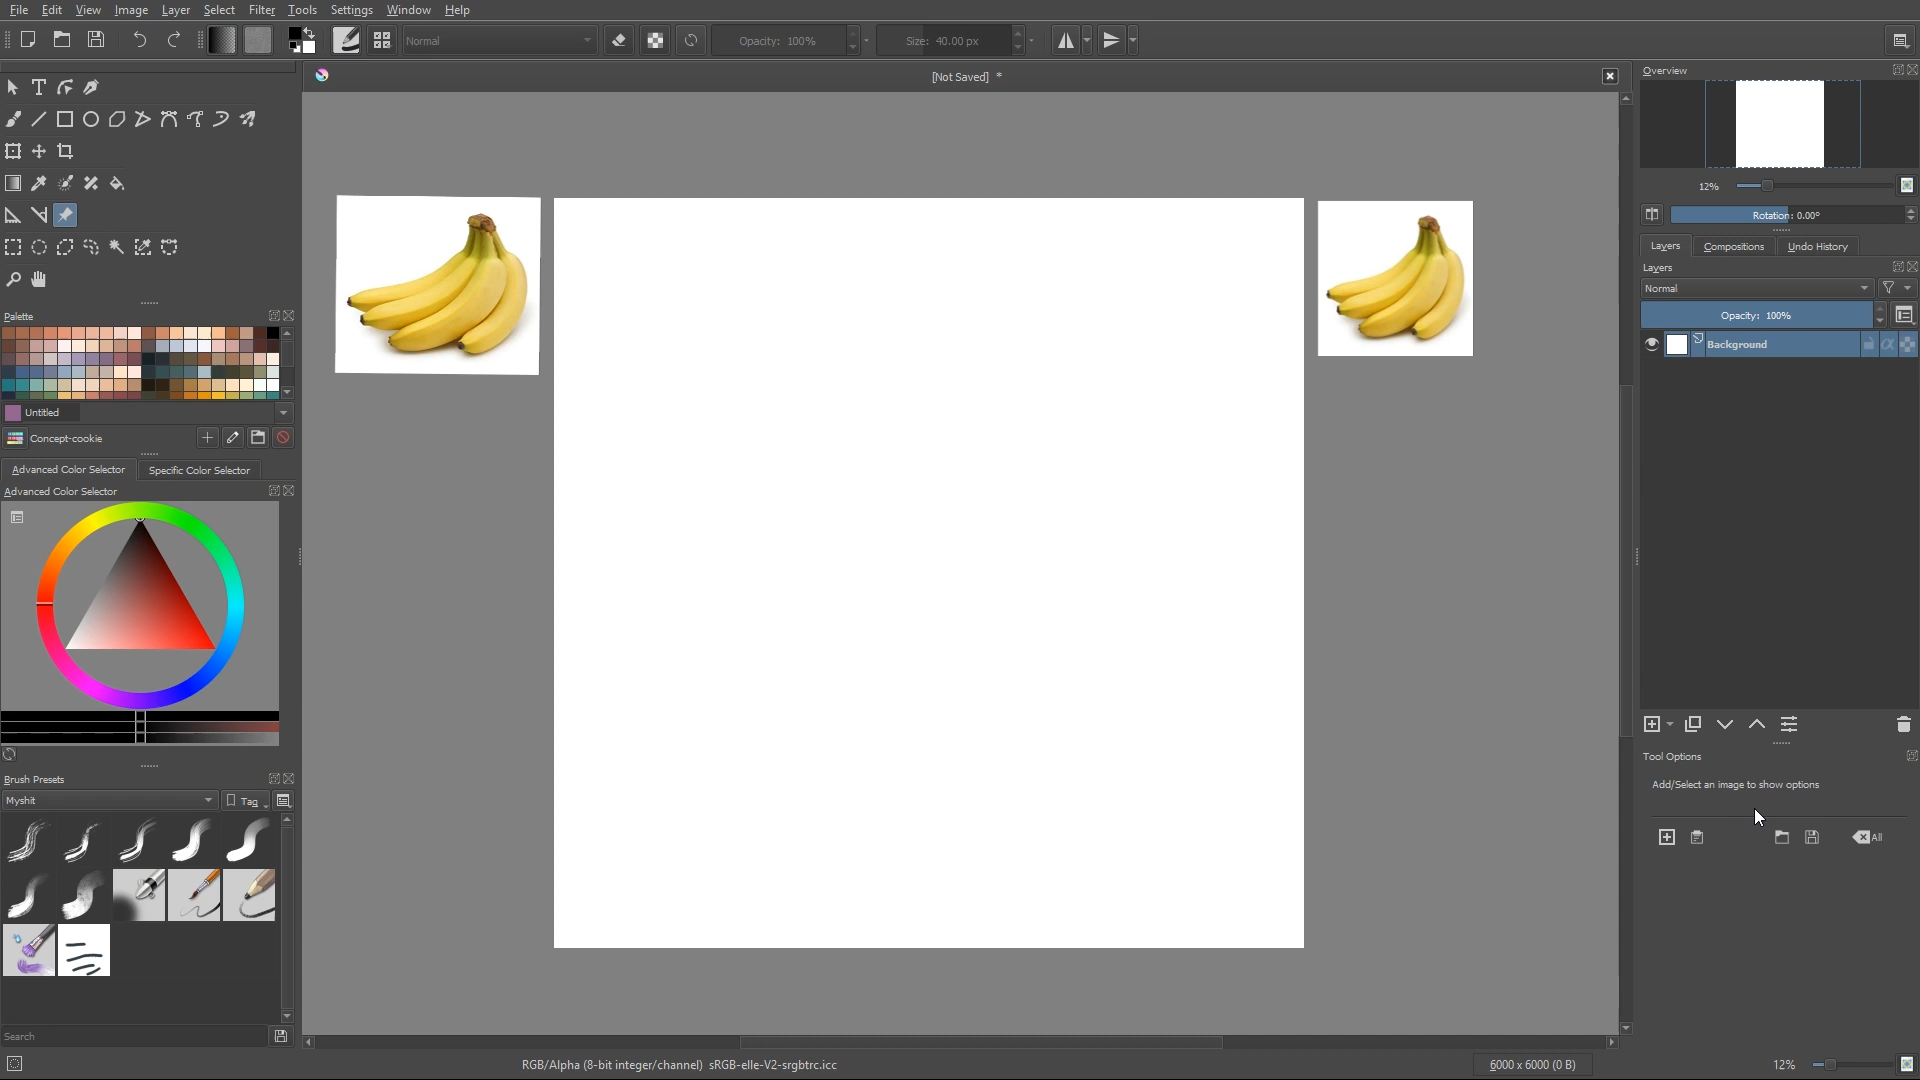 File Edit View Image Layer Select Filter Tools Settings Window Help
Normal Opacity: 100% Size: 40.00 px
[Not Saved] *
Overview
12%
Rotation: 0.00°
Layers Compositions Undo History
Layers
Normal
Opacity: 100%
Background
Palette
Untitled
Concept-cookie
Advanced Color Selector Specific Color Selector
Advanced Color Selector
Brush Presets
Myshit Tag
Search
Tool Options
Add/Select an image to show options
All
RGB/Alpha (8-bit integer/channel) sRGB-elle-V2-srgbtrc.icc
6000 x 6000 (0 B)
12%